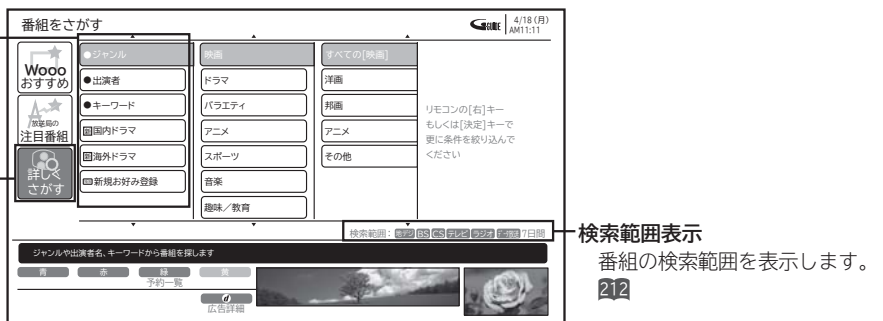 番組をさがす
G GUIDE
4/18 (月)
AM11:11
Wooo
おすすめ
放送局の
注目番組
詳しく
さがす
●ジャンル
●出演者
●キーワード
国内ドラマ
海外ドラマ
新規お好み登録
映画
ドラマ
バラエティ
アニメ
スポーツ
音楽
趣味／教育
すべての[映画]
洋画
邦画
アニメ
その他
リモコンの[右]キー
もしくは[決定]キーで
更に条件を絞り込んで
ください
検索範囲： 地デジ BS CS テレビ ラジオ データ放送 7日間
ジャンルや出演者名、キーワードから番組を探します
青 赤 緑 黄
予約一覧
d
広告詳細
検索範囲表示
番組の検索範囲を表示します。
212